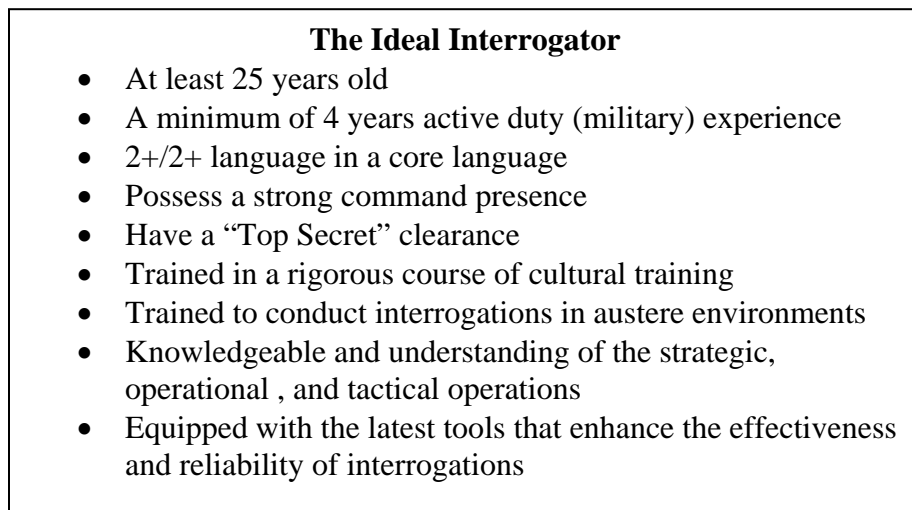 The Ideal Interrogator
• At least 25 years old
• A minimum of 4 years active duty (military) experience
• 2+/2+ language in a core language
• Possess a strong command presence
• Have a “Top Secret” clearance
• Trained in a rigorous course of cultural training
• Trained to conduct interrogations in austere environments
• Knowledgeable and understanding of the strategic,
operational , and tactical operations
• Equipped with the latest tools that enhance the effectiveness
and reliability of interrogations